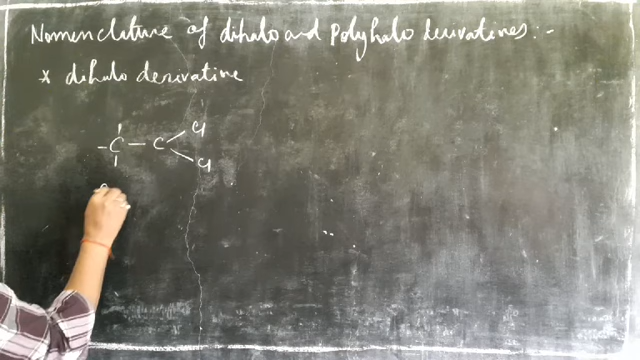 Nomenclature of dihalo and Polyhalo derivatives:-
* dihalo derivative
Cl
- C - C
Cl